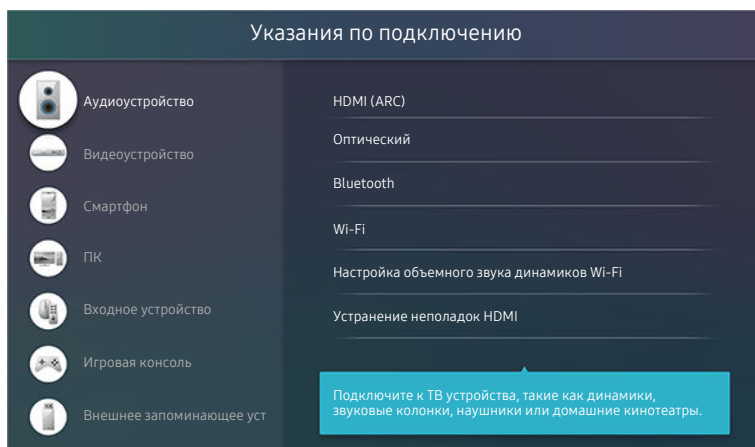 Указания по подключению
Аудиоустройство
Видеоустройство
Смартфон
ПК
Входное устройство
Игровая консоль
Внешнее запоминающее уст
HDMI (ARC)
Оптический
Bluetooth
Wi-Fi
Настройка объемного звука динамиков Wi-Fi
Устранение неполадок HDMI
Подключите к ТВ устройства, такие как динамики,
звуковые колонки, наушники или домашние кинотеатры.